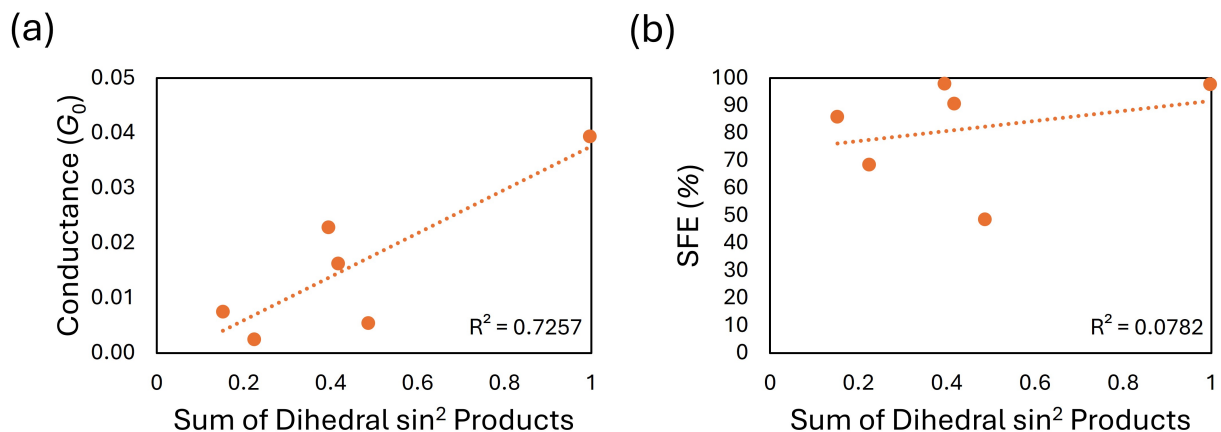 (a)
Conductance (G₀)
0.05
0.04
0.03
0.02
0.01
0.00
R² = 0.7257
0 0.2 0.4 0.6 0.8 1
Sum of Dihedral sin² Products
(b)
SFE (%)
100
90
80
70
60
50
40
30
20
10
0
R² = 0.0782
0 0.2 0.4 0.6 0.8 1
Sum of Dihedral sin² Products